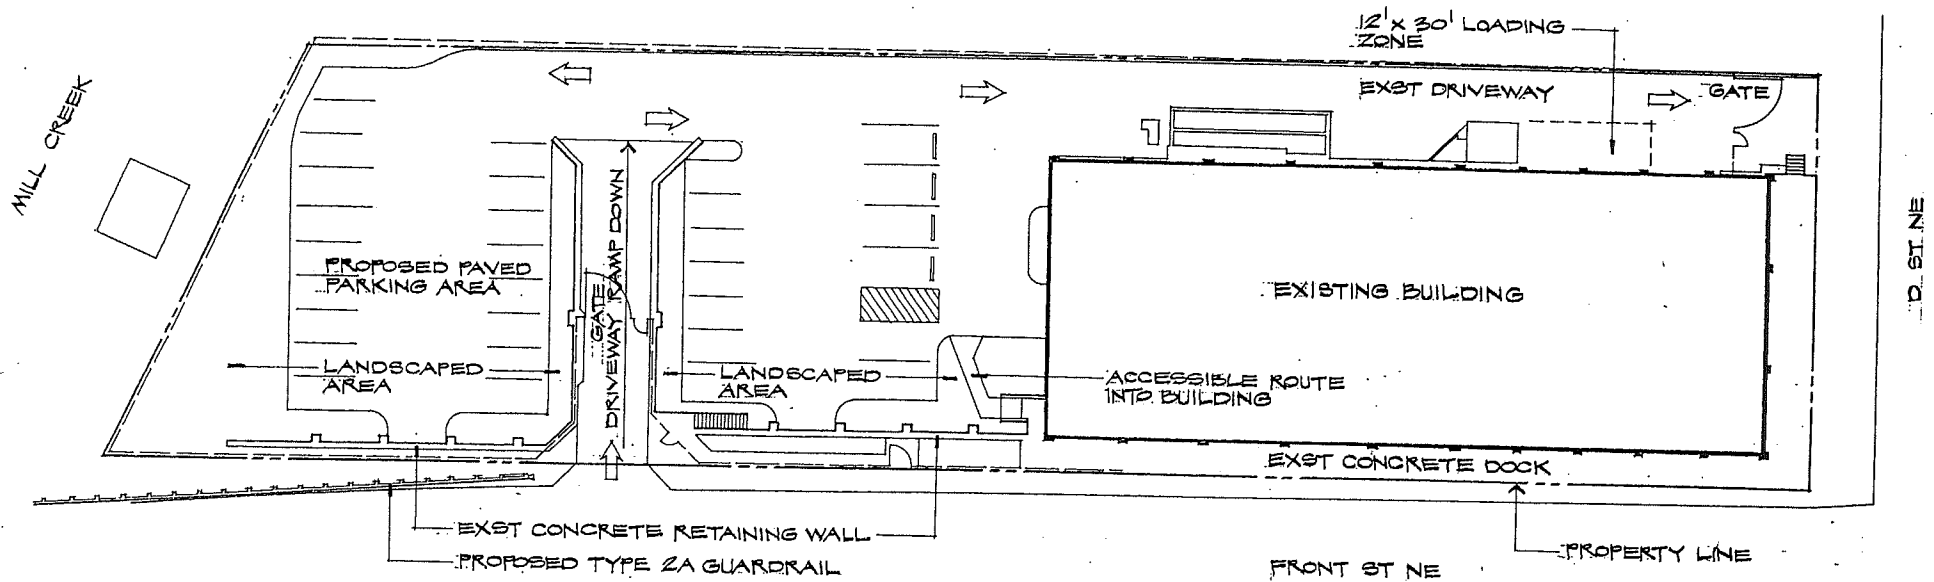 12' X 30' LOADING
ZONE
EXST DRIVEWAY
GATE
MILL CREEK
D ST NE
PROPOSED PAVED
PARKING AREA
GATE
DRIVEWAY RAMP DOWN
EXISTING BUILDING
LANDSCAPED
AREA
LANDSCAPED
AREA
ACCESSIBLE ROUTE
INTO BUILDING
EXST CONCRETE DOCK
EXST CONCRETE RETAINING WALL
PROPOSED TYPE 2A GUARDRAIL
FRONT ST NE
PROPERTY LINE